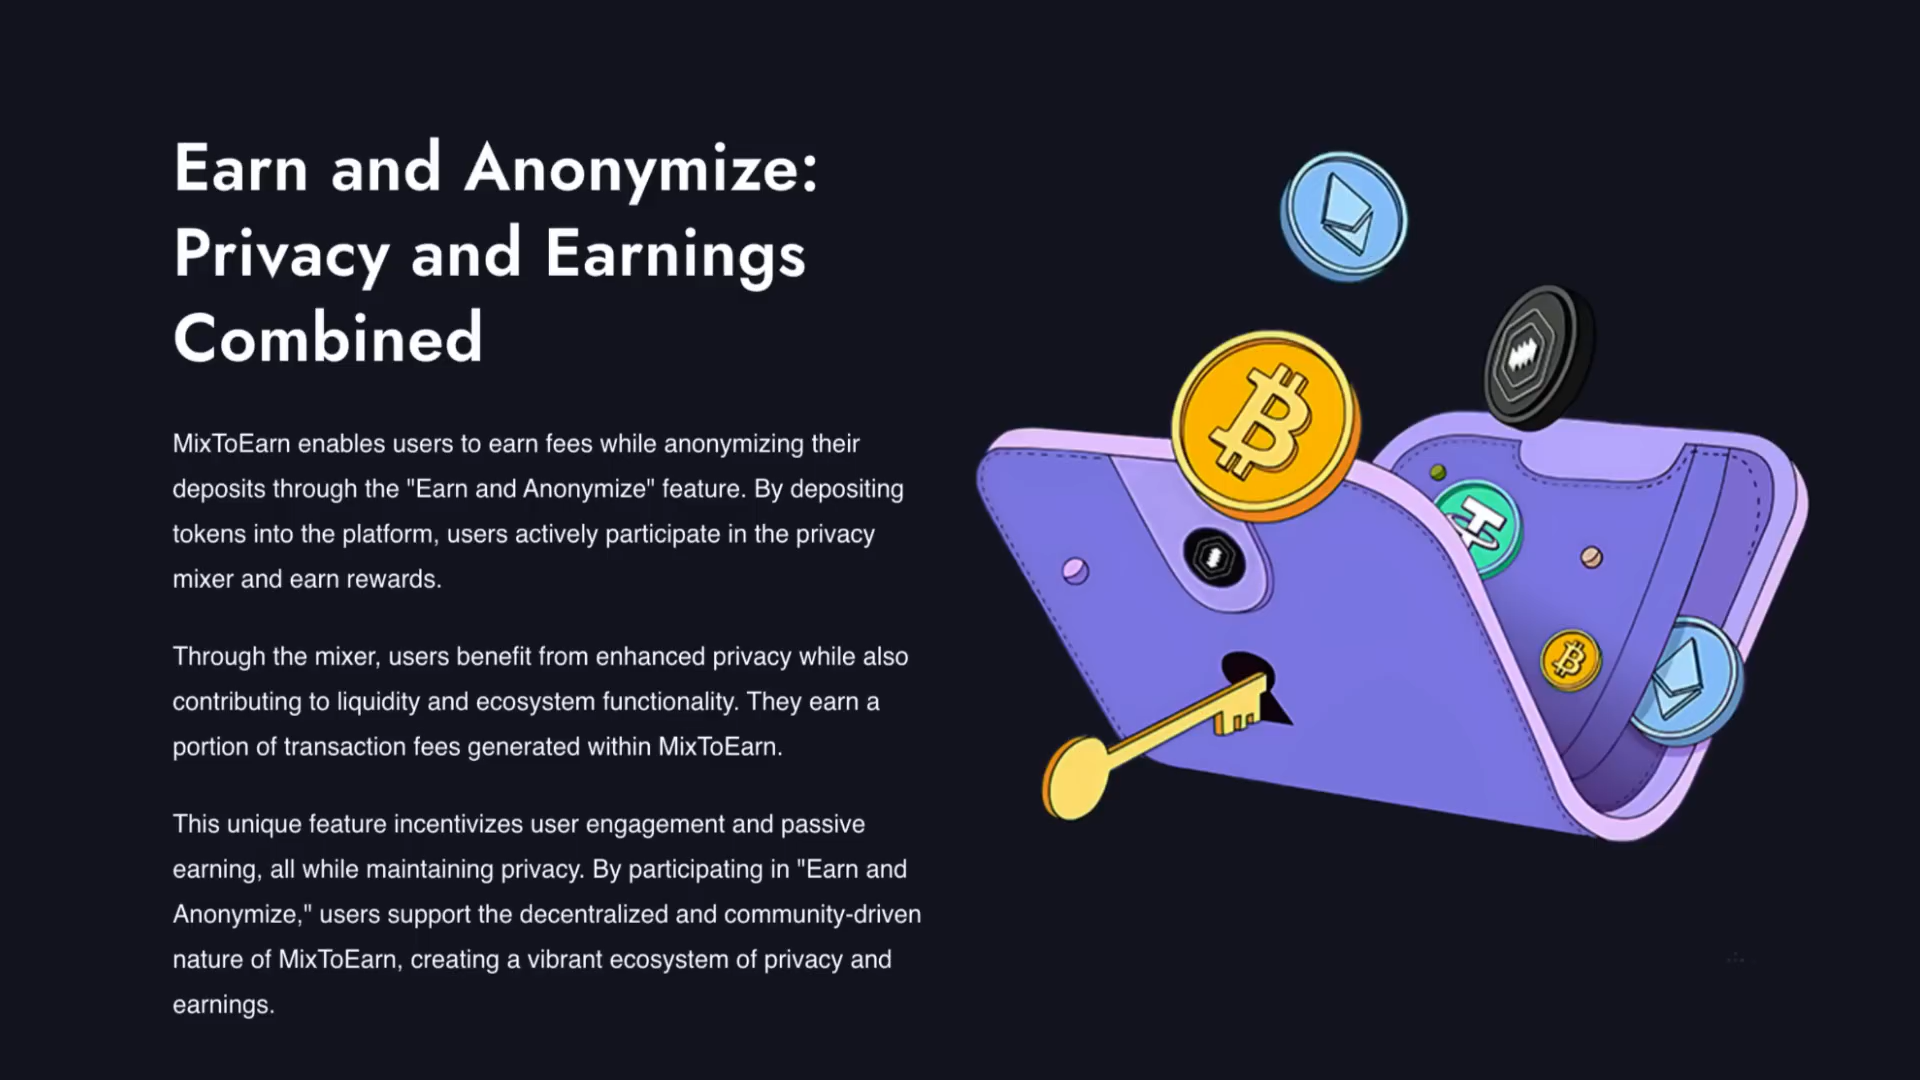 Earn and Anonymize:
Privacy and Earnings
Combined
MixToEarn enables users to earn fees while anonymizing their
deposits through the "Earn and Anonymize" feature. By depositing
tokens into the platform, users actively participate in the privacy
mixer and earn rewards.
Through the mixer, users benefit from enhanced privacy while also
contributing to liquidity and ecosystem functionality. They earn a
portion of transaction fees generated within MixToEarn.
This unique feature incentivizes user engagement and passive
earning, all while maintaining privacy. By participating in "Earn and
Anonymize," users support the decentralized and community-driven
nature of MixToEarn, creating a vibrant ecosystem of privacy and
earnings.